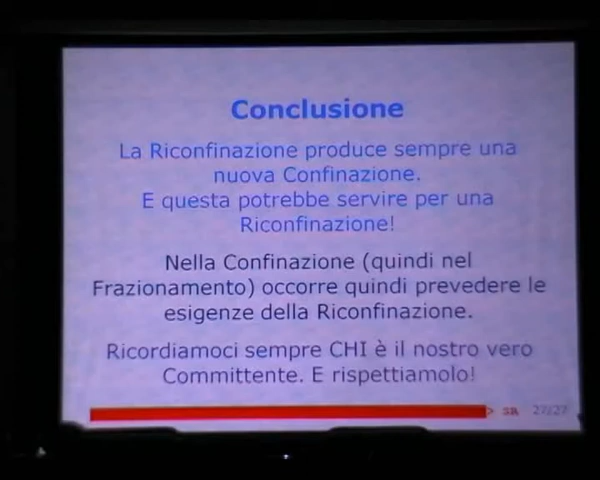 Conclusione
La Riconfinazione produce sempre una
nuova Confinazione.
E questa potrebbe servire per una
Riconfinazione!
Nella Confinazione (quindi nel
Frazionamento) occorre quindi prevedere le
esigenze della Riconfinazione.
Ricordiamoci sempre CHI è il nostro vero
Committente. E rispettiamolo!
> SR 27/27